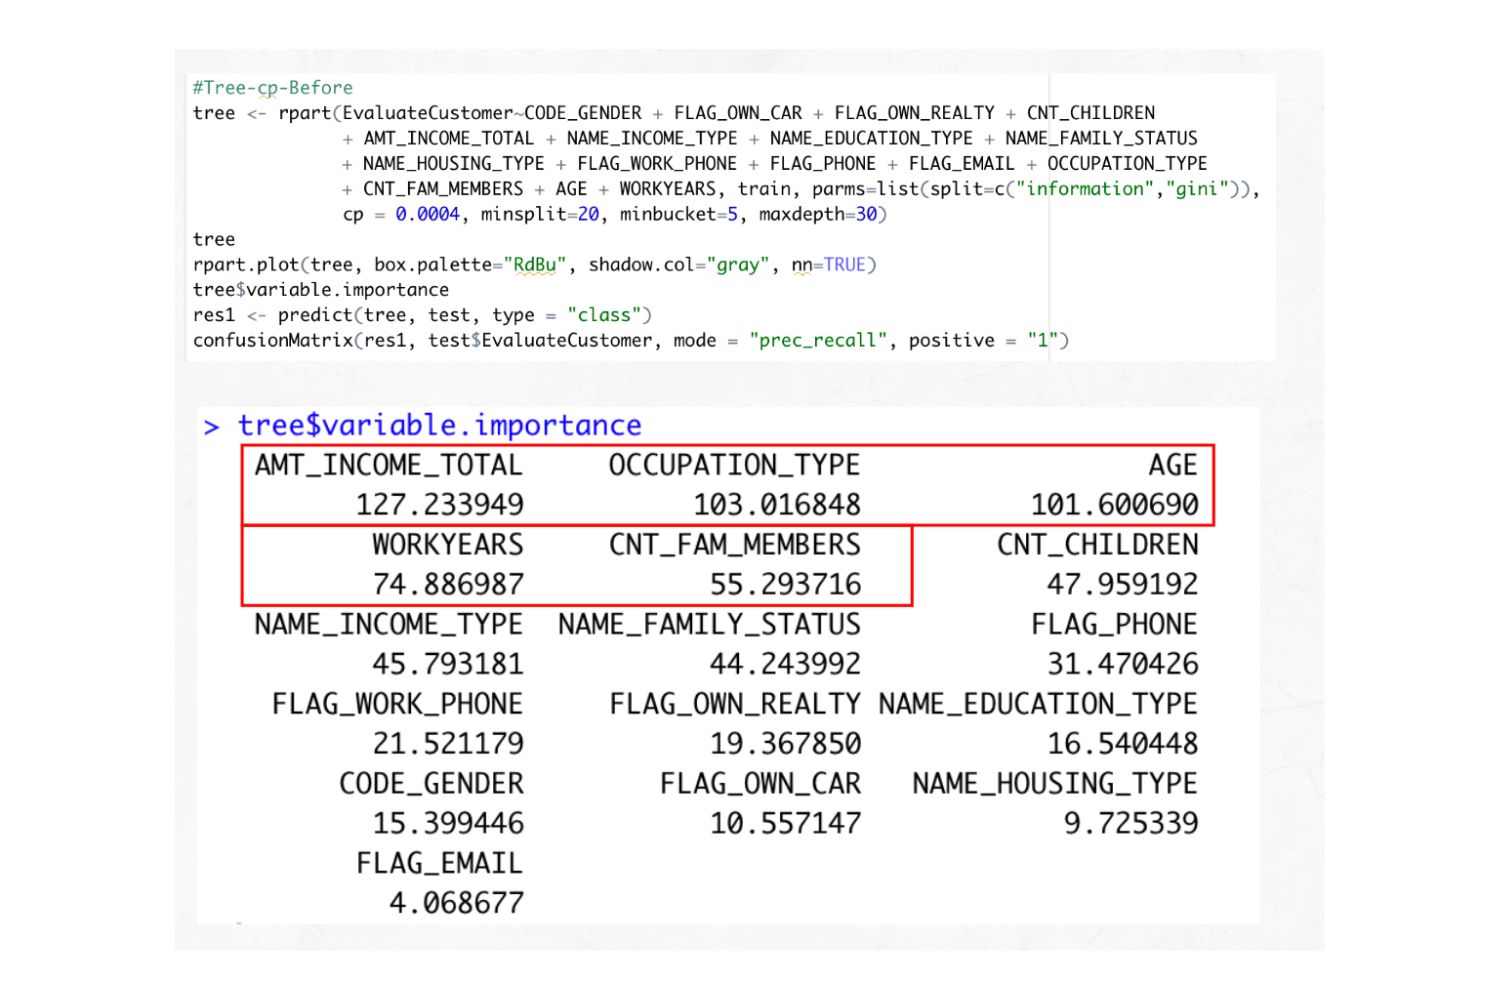 #Tree-cp-Before
tree <- rpart(EvaluateCustomer~CODE_GENDER + FLAG_OWN_CAR + FLAG_OWN_REALTY + CNT_CHILDREN
+ AMT_INCOME_TOTAL + NAME_INCOME_TYPE + NAME_EDUCATION_TYPE + NAME_FAMILY_STATUS
+ NAME_HOUSING_TYPE + FLAG_WORK_PHONE + FLAG_PHONE + FLAG_EMAIL + OCCUPATION_TYPE
+ CNT_FAM_MEMBERS + AGE + WORKYEARS, train, parms=list(split=c("information","gini")),
cp = 0.0004, minsplit=20, minbucket=5, maxdepth=30)
tree
rpart.plot(tree, box.palette="RdBu", shadow.col="gray", nn=TRUE)
tree$variable.importance
res1 <- predict(tree, test, type = "class")
confusionMatrix(res1, test$EvaluateCustomer, mode = "prec_recall", positive = "1")
> tree$variable.importance
AMT_INCOME_TOTAL OCCUPATION_TYPE AGE
127.233949 103.016848 101.600690
WORKYEARS CNT_FAM_MEMBERS CNT_CHILDREN
74.886987 55.293716 47.959192
NAME_INCOME_TYPE NAME_FAMILY_STATUS FLAG_PHONE
45.793181 44.243992 31.470426
FLAG_WORK_PHONE FLAG_OWN_REALTY NAME_EDUCATION_TYPE
21.521179 19.367850 16.540448
CODE_GENDER FLAG_OWN_CAR NAME_HOUSING_TYPE
15.399446 10.557147 9.725339
FLAG_EMAIL
4.068677